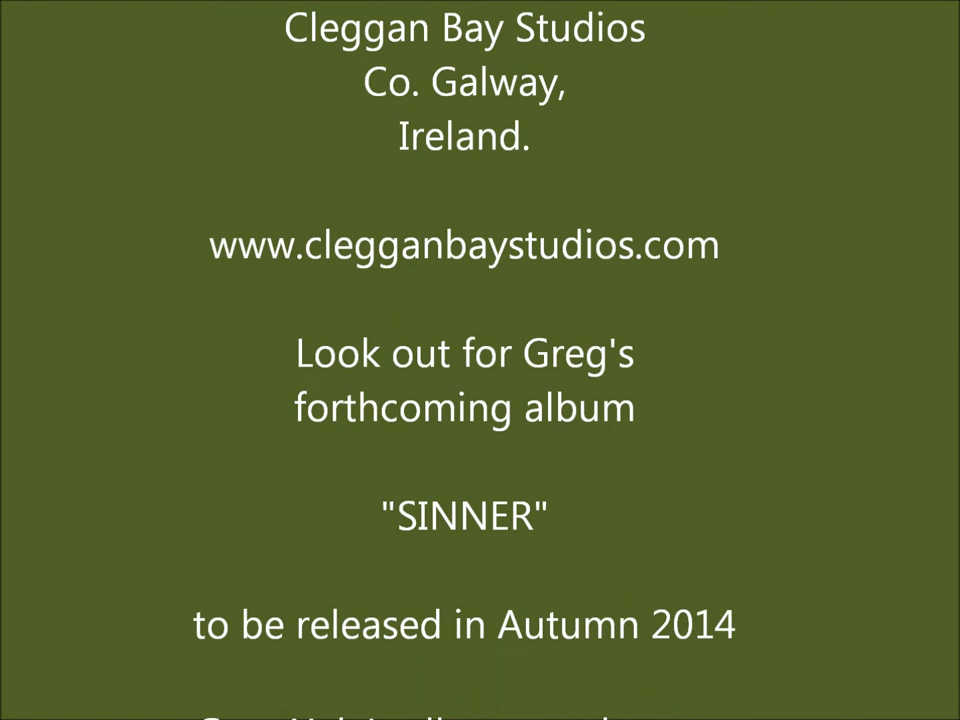 Cleggan Bay Studios
Co. Galway,
Ireland.
www.clegganbaystudios.com
Look out for Greg's
forthcoming album
"SINNER"
to be released in Autumn 2014